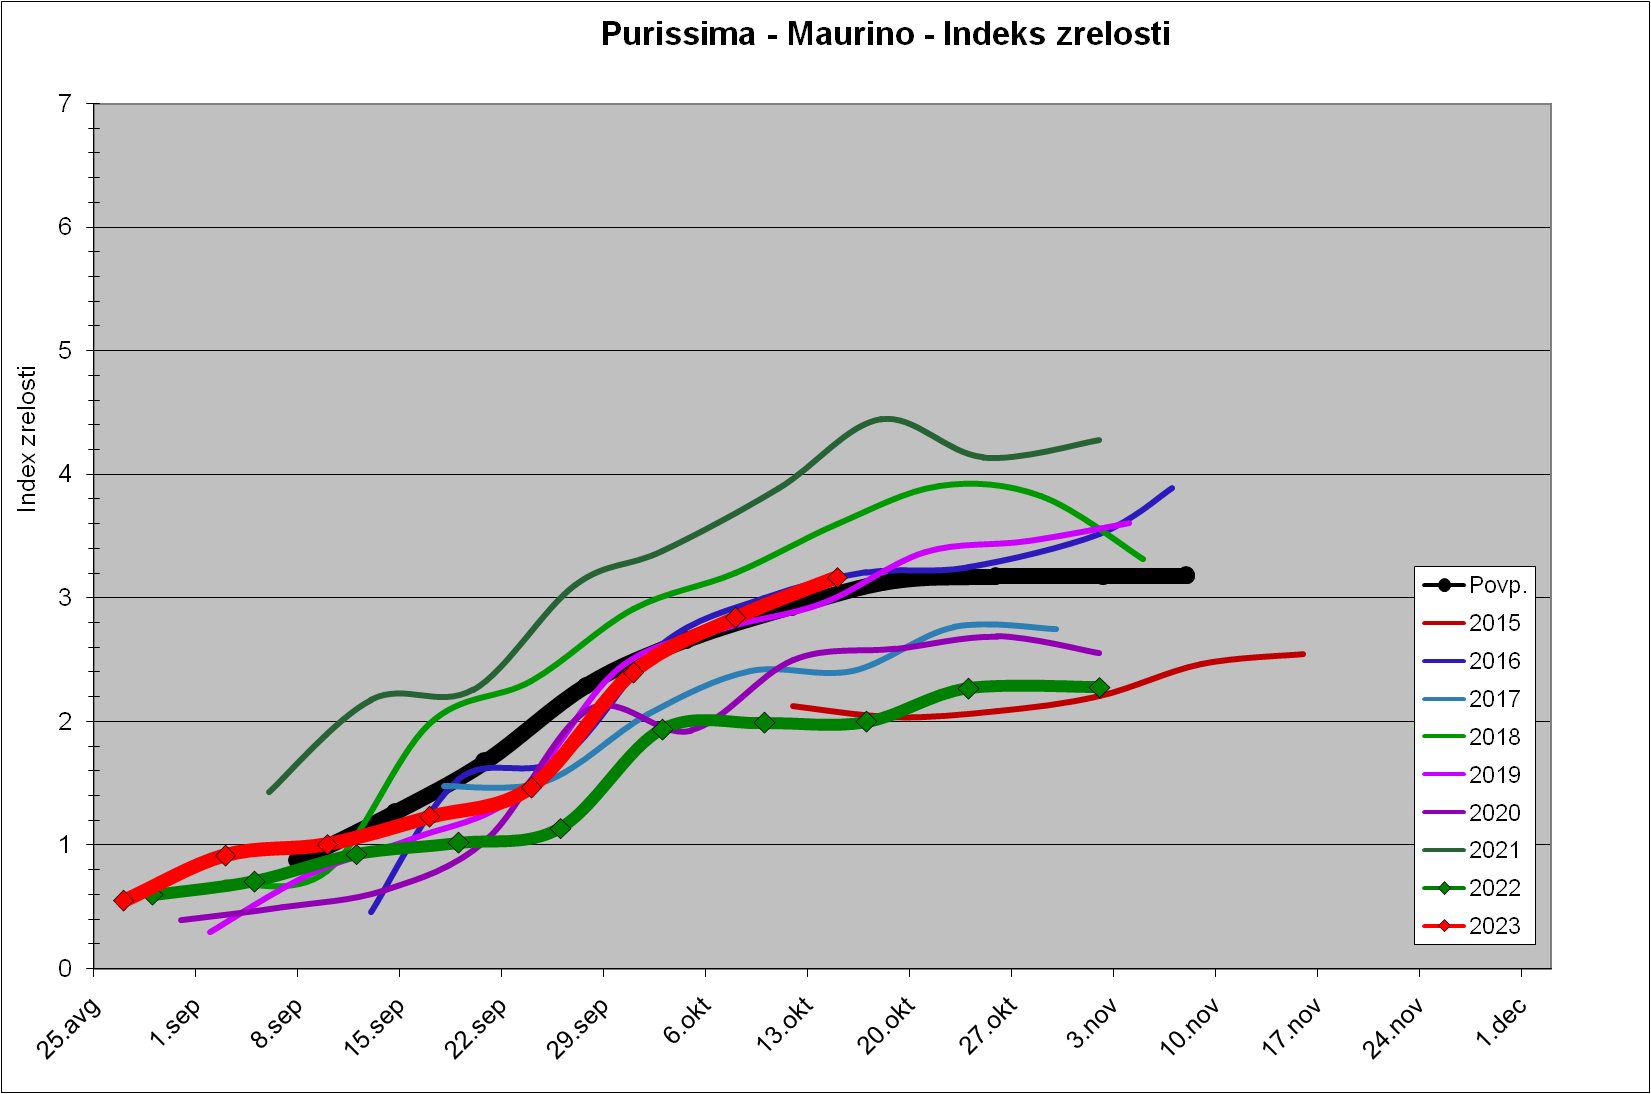 Purissima - Maurino - Indeks zrelosti
7
6
5
4
3
2
1
0
Index zrelosti
25.avg
1.sep
8.sep
15.sep
22.sep
29.sep
6.okt
13.okt
20.okt
27.okt
3.nov
10.nov
17.nov
24.nov
1.dec
Povp.
2015
2016
2017
2018
2019
2020
2021
2022
2023